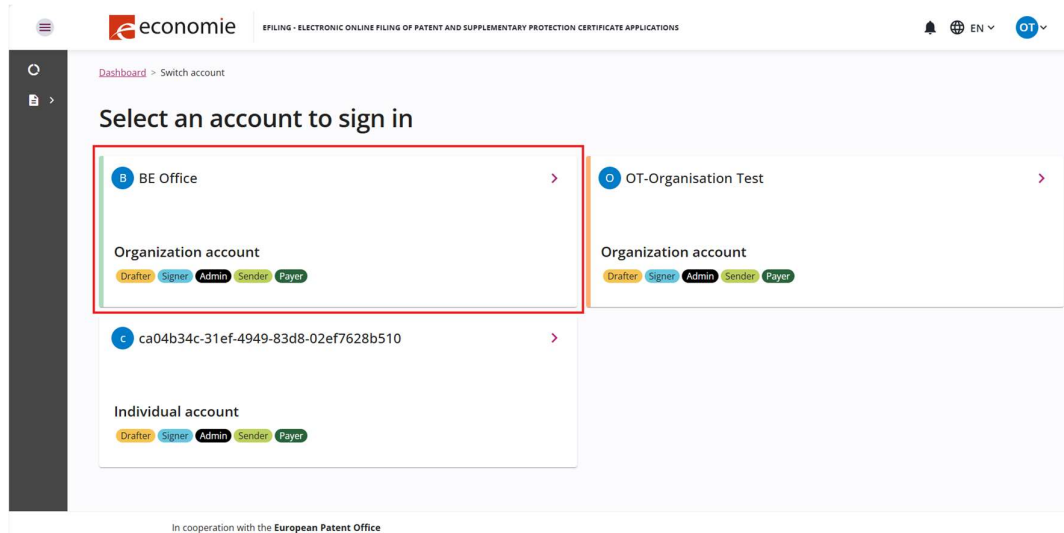 economie
EFILING - ELECTRONIC ONLINE FILING OF PATENT AND SUPPLEMENTARY PROTECTION CERTIFICATE APPLICATIONS
EN
OT
Dashboard > Switch account
Select an account to sign in
B BE Office
Organization account
Drafter Signer Admin Sender Payer
O OT-Organisation Test
Organization account
Drafter Signer Admin Sender Payer
c ca04b34c-31ef-4949-83d8-02ef7628b510
Individual account
Drafter Signer Admin Sender Payer
In cooperation with the European Patent Office